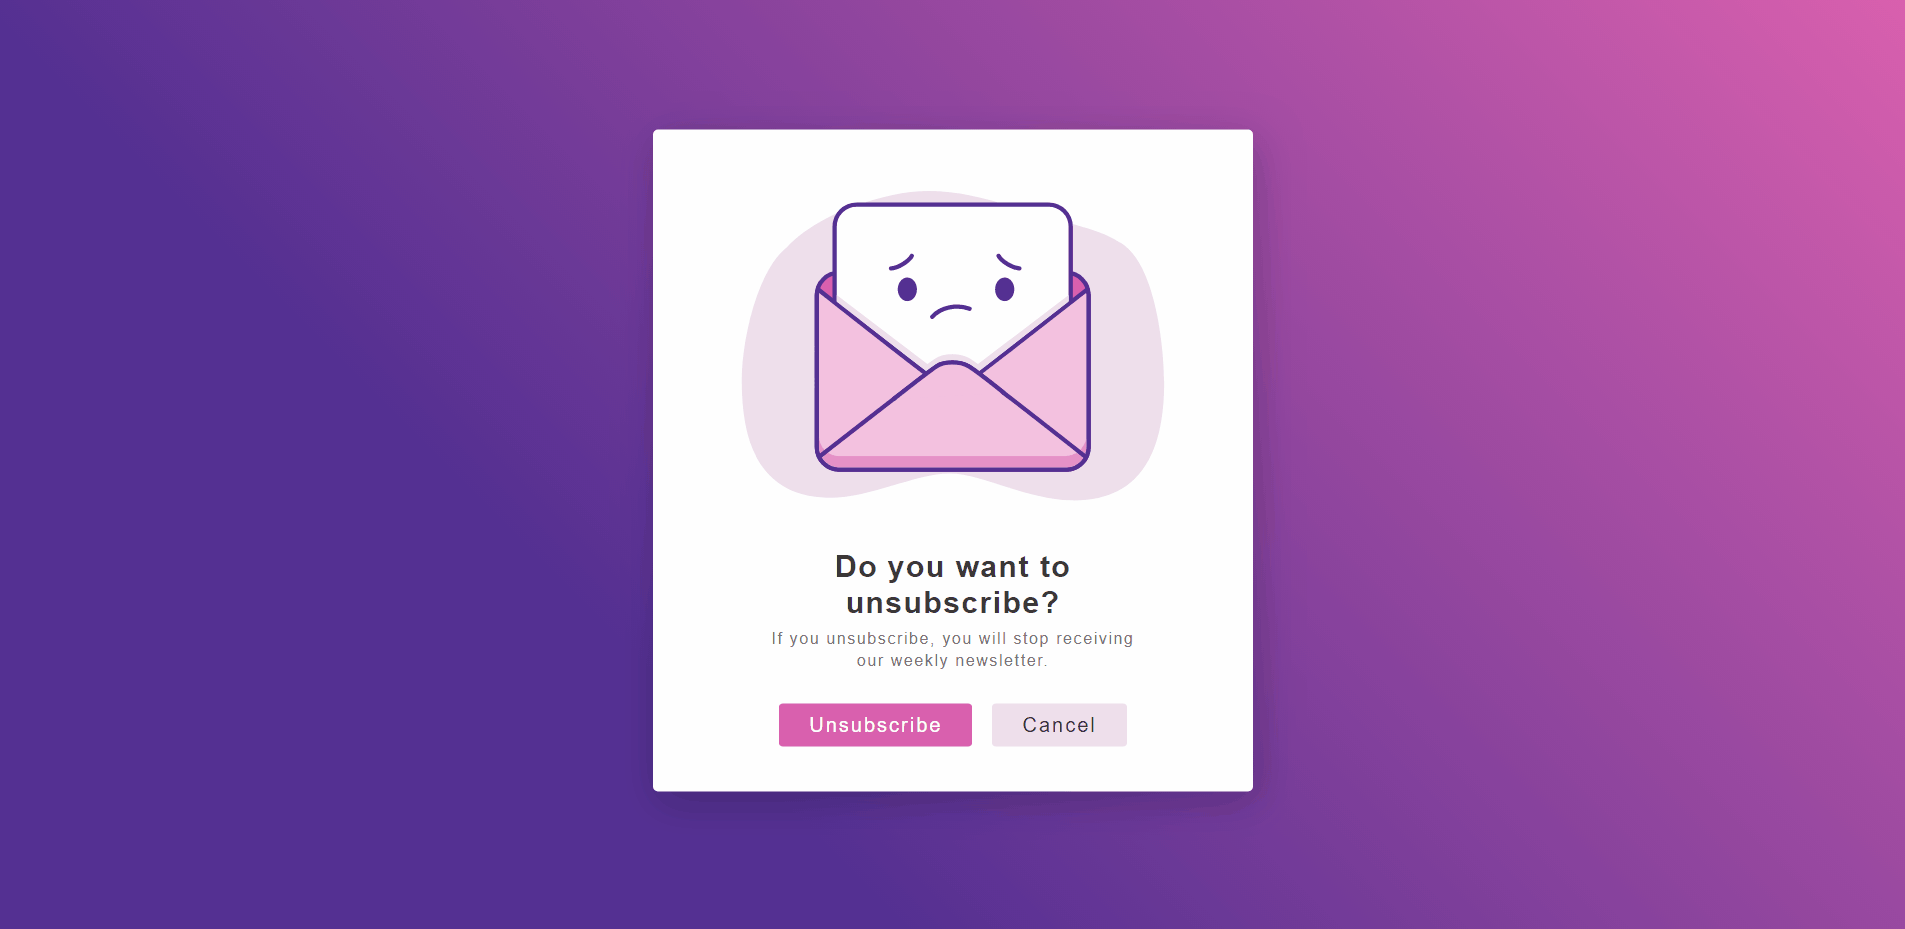 Do you want to
unsubscribe?
If you unsubscribe, you will stop receiving
our weekly newsletter.
Unsubscribe
Cancel